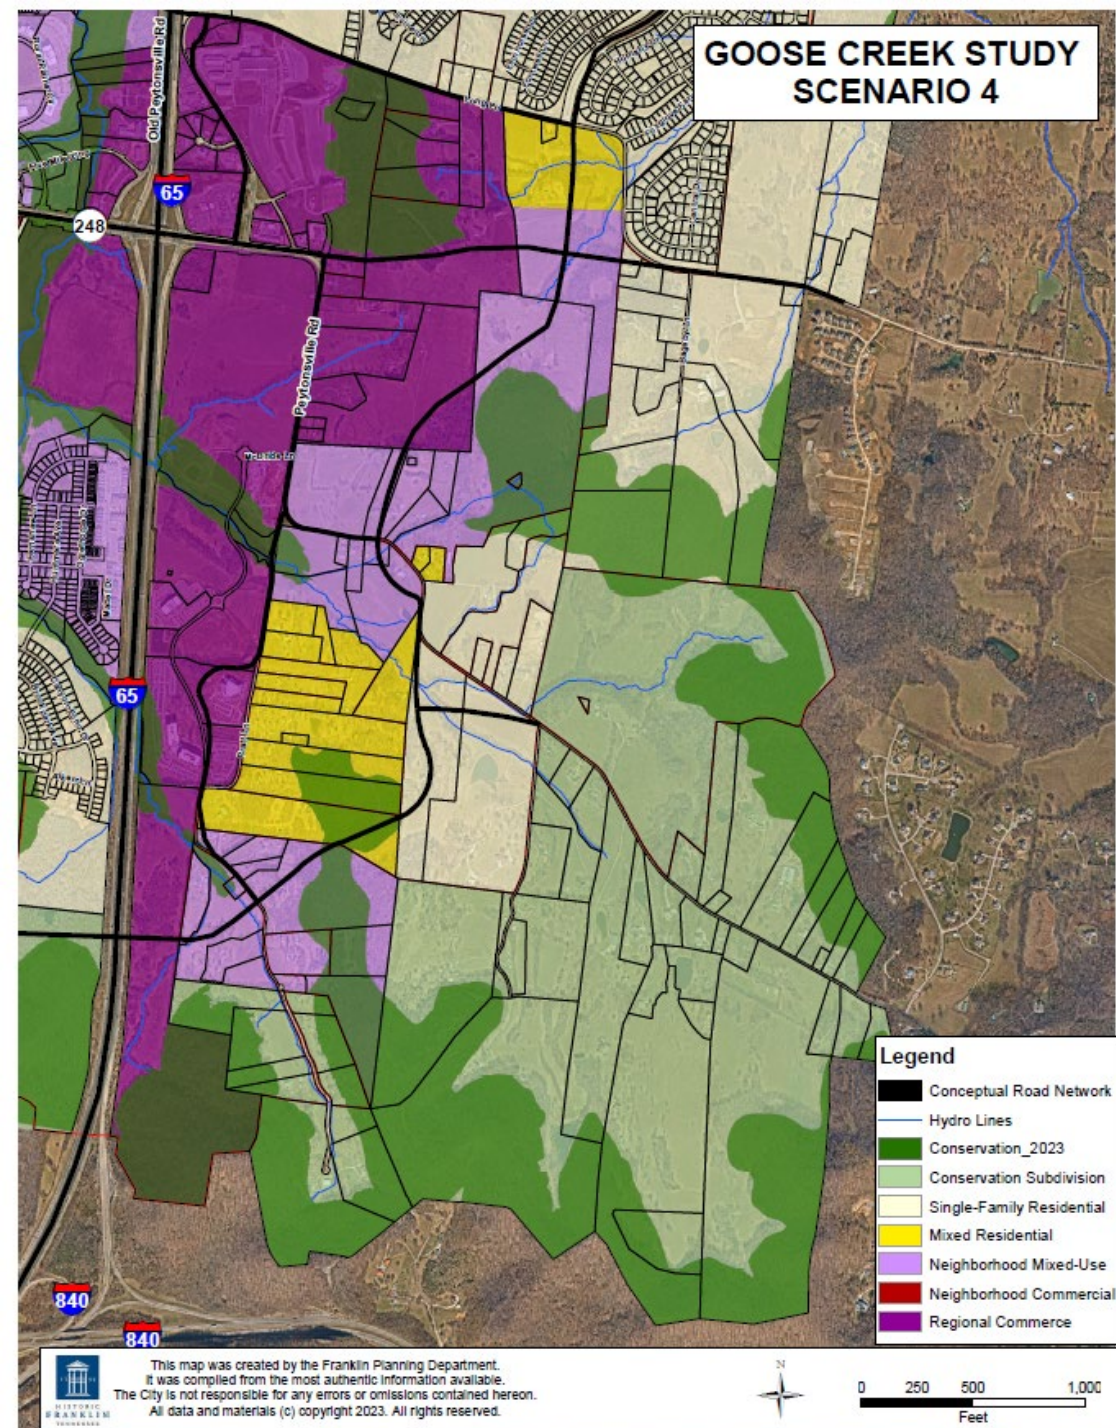 GOOSE CREEK STUDY
SCENARIO 4
Old Peytonsville Rd
65
248
Peytonsville Rd
65
840
840
Legend
Conceptual Road Network
Hydro Lines
Conservation_2023
Conservation Subdivision
Single-Family Residential
Mixed Residential
Neighborhood Mixed-Use
Neighborhood Commercial
Regional Commerce
HISTORIC
FRANKLIN
TENNESSEE
This map was created by the Franklin Planning Department.
It was compiled from the most authentic information available.
The City is not responsible for any errors or omissions contained hereon.
All data and materials (c) copyright 2023. All rights reserved.
N
0 250 500 1,000
Feet